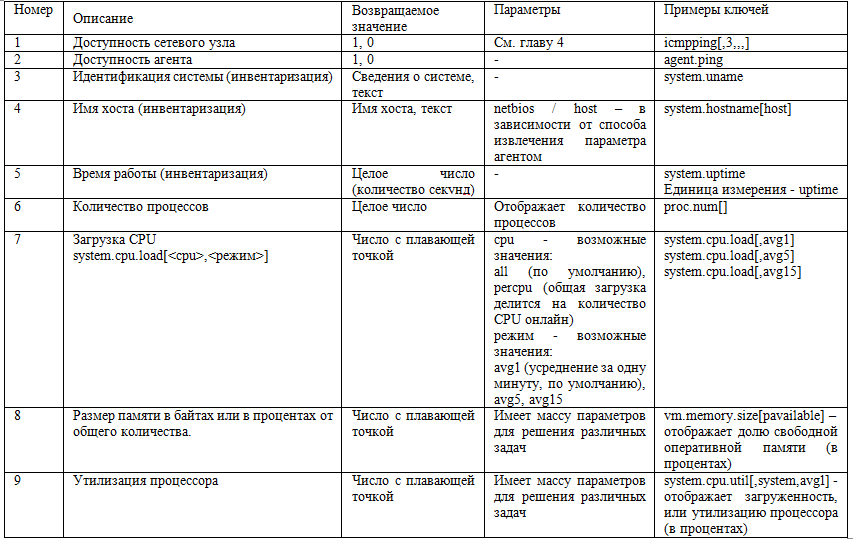 Номер Описание Возвращаемое значение Параметры Примеры ключей
1 Доступность сетевого узла 1, 0 См. главу 4 icmpping[,3,,,]
2 Доступность агента 1, 0 - agent.ping
3 Идентификация системы (инвентаризация) Сведения о системе, текст - system.uname
4 Имя хоста (инвентаризация) Имя хоста, текст netbios / host – в
зависимости от способа
извлечения параметра
агентом
system.hostname[host]
5 Время работы (инвентаризация) Целое число
(количество секунд)
-
system.uptime
Единица измерения - uptime
6 Количество процессов Целое число Отображает количество
процессов
proc.num[]
7 Загрузка CPU
system.cpu.load[<cpu>,<режим>]
Число с плавающей
точкой
cpu - возможные
значения:
all (по умолчанию),
percpu (общая загрузка
делится на количество
CPU онлайн)
режим - возможные
значения:
avg1 (усреднение за одну
минуту, по умолчанию),
avg5, avg15
system.cpu.load[,avg1]
system.cpu.load[,avg5]
system.cpu.load[,avg15]
8 Размер памяти в байтах или в процентах от
общего количества.
Число с плавающей
точкой
Имеет массу параметров
для решения различных
задач
vm.memory.size[pavailable] –
отображает долю свободной
оперативной памяти (в
процентах)
9 Утилизация процессора Число с плавающей
точкой
Имеет массу параметров
для решения различных
задач
system.cpu.util[,system,avg1] -
отображает загруженность,
или утилизацию процессора
(в процентах)